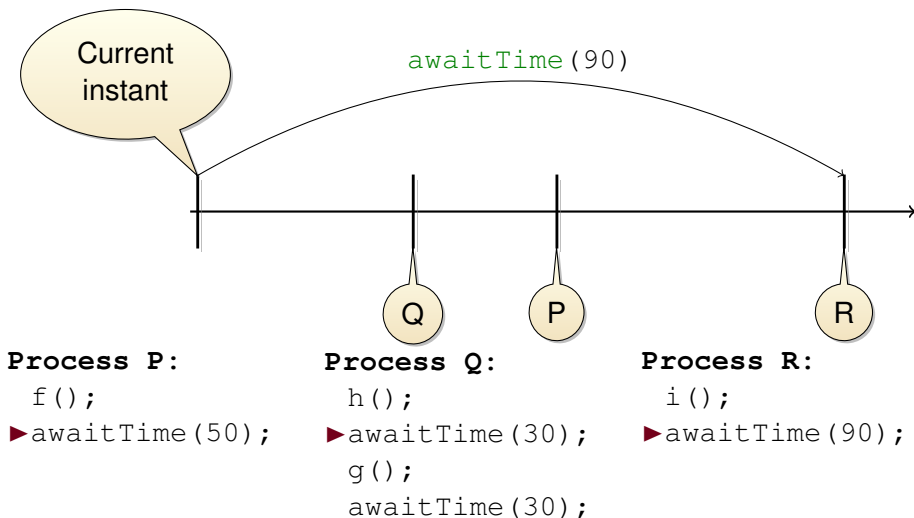 Current
instant
awaitTime(90)
Q
P
R
Process P:
f();
▶awaitTime(50);
Process Q:
h();
▶awaitTime(30);
g();
awaitTime(30);
Process R:
i();
▶awaitTime(90);